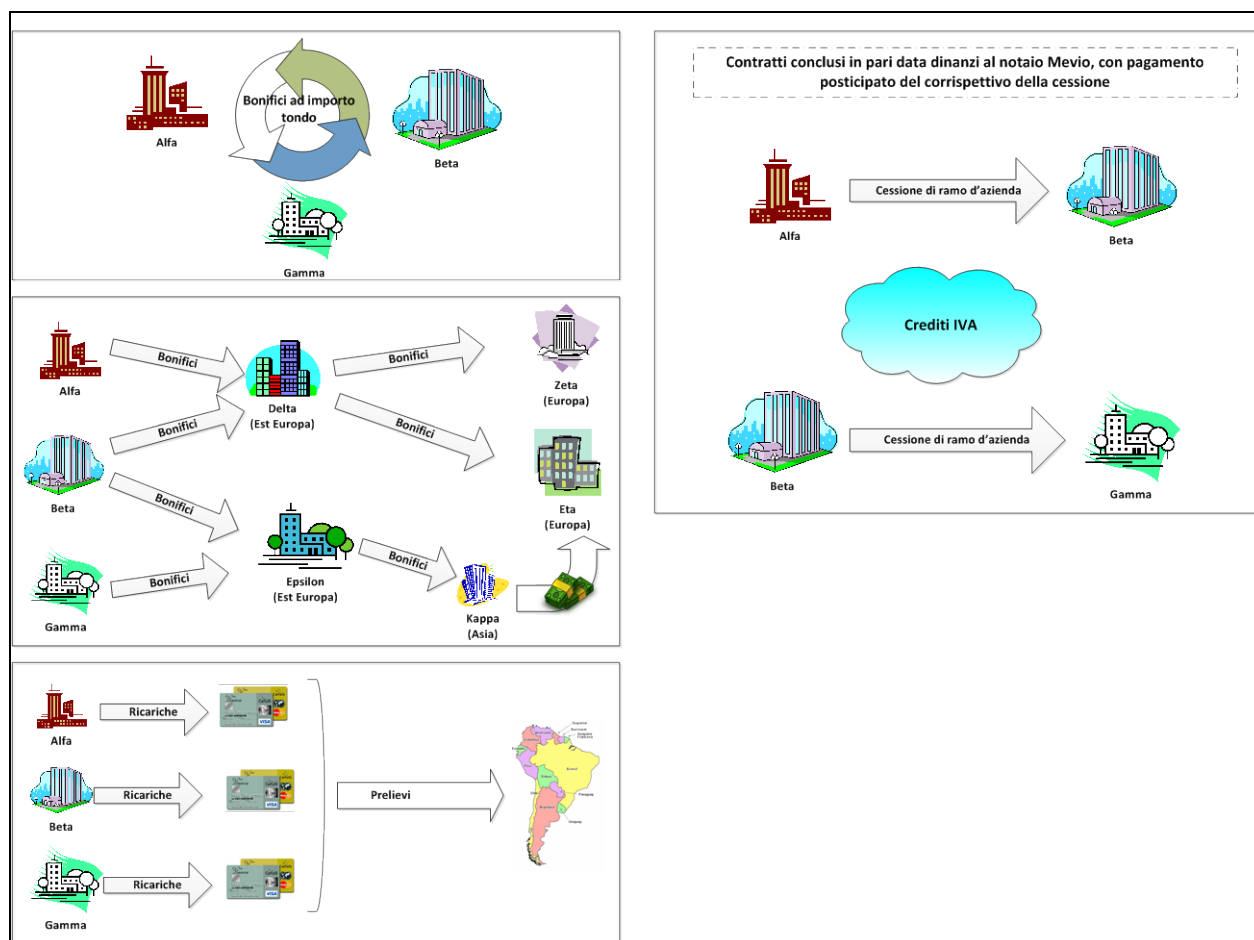 Bonifici ad importo
tondo
Alfa
Beta
Gamma
Contratti conclusi in pari data dinanzi al notaio Mevio, con pagamento
posticipato del corrispettivo della cessione
Alfa
Cessione di ramo d'azienda
Beta
Crediti IVA
Beta
Cessione di ramo d'azienda
Gamma
Alfa
Bonifici
Delta
(Est Europa)
Bonifici
Zeta
(Europa)
Beta
Bonifici
Bonifici
Eta
(Europa)
Bonifici
Epsilon
(Est Europa)
Bonifici
Kappa
(Asia)
Gamma
Bonifici
Alfa
Ricariche
VISA
Beta
Ricariche
VISA
Prelievi
Gamma
Ricariche
VISA